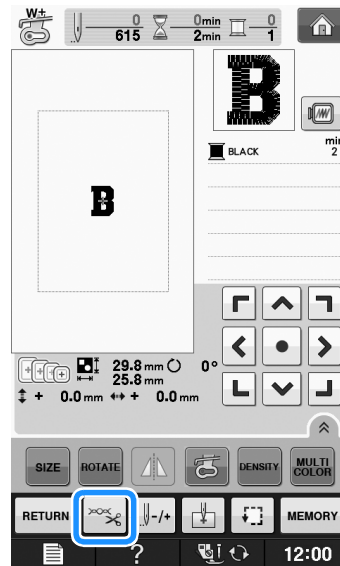 W+
0 0min 0
615 2min 1
B
min
BLACK 2
B
29.8 mm 0°
25.8 mm
+ 0.0 mm + 0.0 mm
SIZE ROTATE DENSITY MULTI COLOR
RETURN -/+ MEMORY
? 12:00